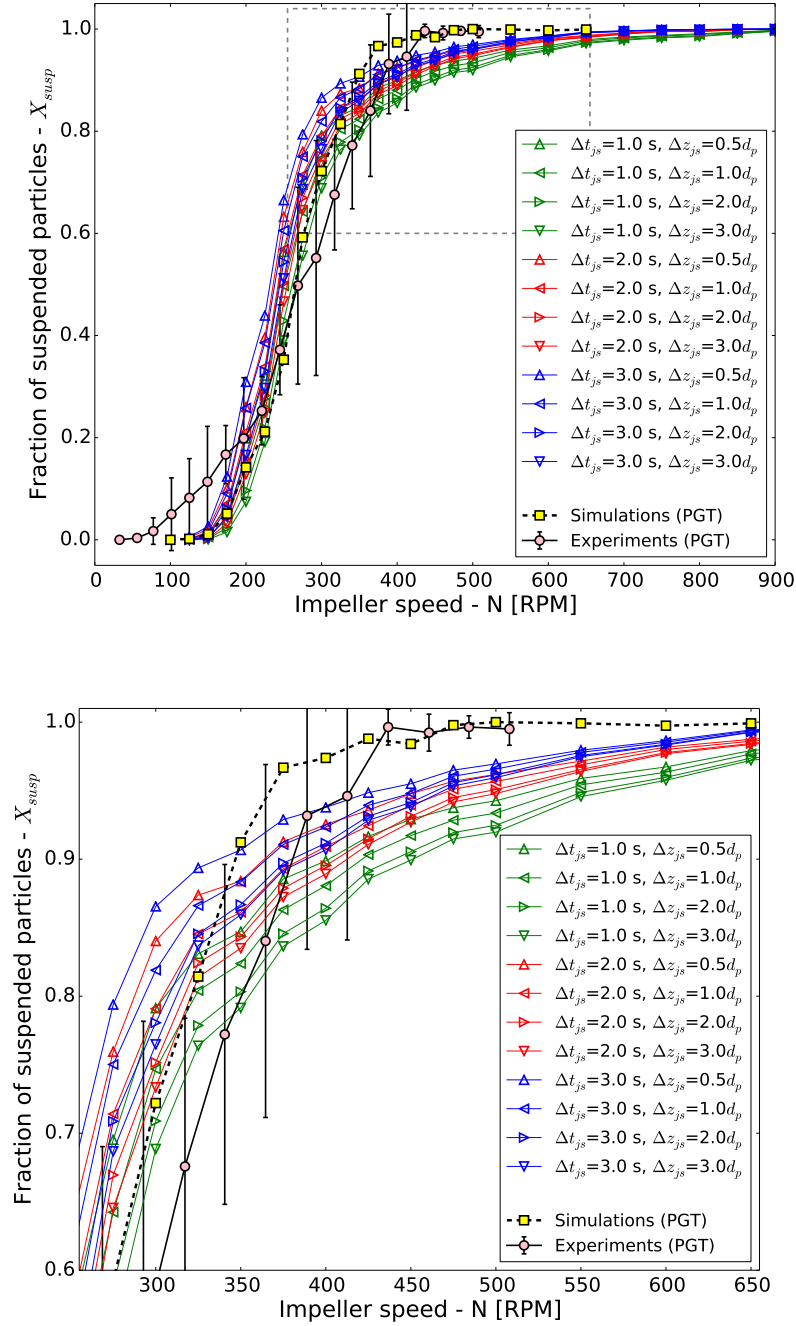 1.0
0.8
0.6
0.4
0.2
0.0
Fraction of suspended particles - X_susp
0 100 200 300 400 500 600 700 800 900
Impeller speed - N [RPM]
Δt_js=1.0 s, Δz_js=0.5d_p
Δt_js=1.0 s, Δz_js=1.0d_p
Δt_js=1.0 s, Δz_js=2.0d_p
Δt_js=1.0 s, Δz_js=3.0d_p
Δt_js=2.0 s, Δz_js=0.5d_p
Δt_js=2.0 s, Δz_js=1.0d_p
Δt_js=2.0 s, Δz_js=2.0d_p
Δt_js=2.0 s, Δz_js=3.0d_p
Δt_js=3.0 s, Δz_js=0.5d_p
Δt_js=3.0 s, Δz_js=1.0d_p
Δt_js=3.0 s, Δz_js=2.0d_p
Δt_js=3.0 s, Δz_js=3.0d_p
Simulations (PGT)
Experiments (PGT)
1.0
0.9
0.8
0.7
0.6
Fraction of suspended particles - X_susp
300 350 400 450 500 550 600 650
Impeller speed - N [RPM]
Δt_js=1.0 s, Δz_js=0.5d_p
Δt_js=1.0 s, Δz_js=1.0d_p
Δt_js=1.0 s, Δz_js=2.0d_p
Δt_js=1.0 s, Δz_js=3.0d_p
Δt_js=2.0 s, Δz_js=0.5d_p
Δt_js=2.0 s, Δz_js=1.0d_p
Δt_js=2.0 s, Δz_js=2.0d_p
Δt_js=2.0 s, Δz_js=3.0d_p
Δt_js=3.0 s, Δz_js=0.5d_p
Δt_js=3.0 s, Δz_js=1.0d_p
Δt_js=3.0 s, Δz_js=2.0d_p
Δt_js=3.0 s, Δz_js=3.0d_p
Simulations (PGT)
Experiments (PGT)